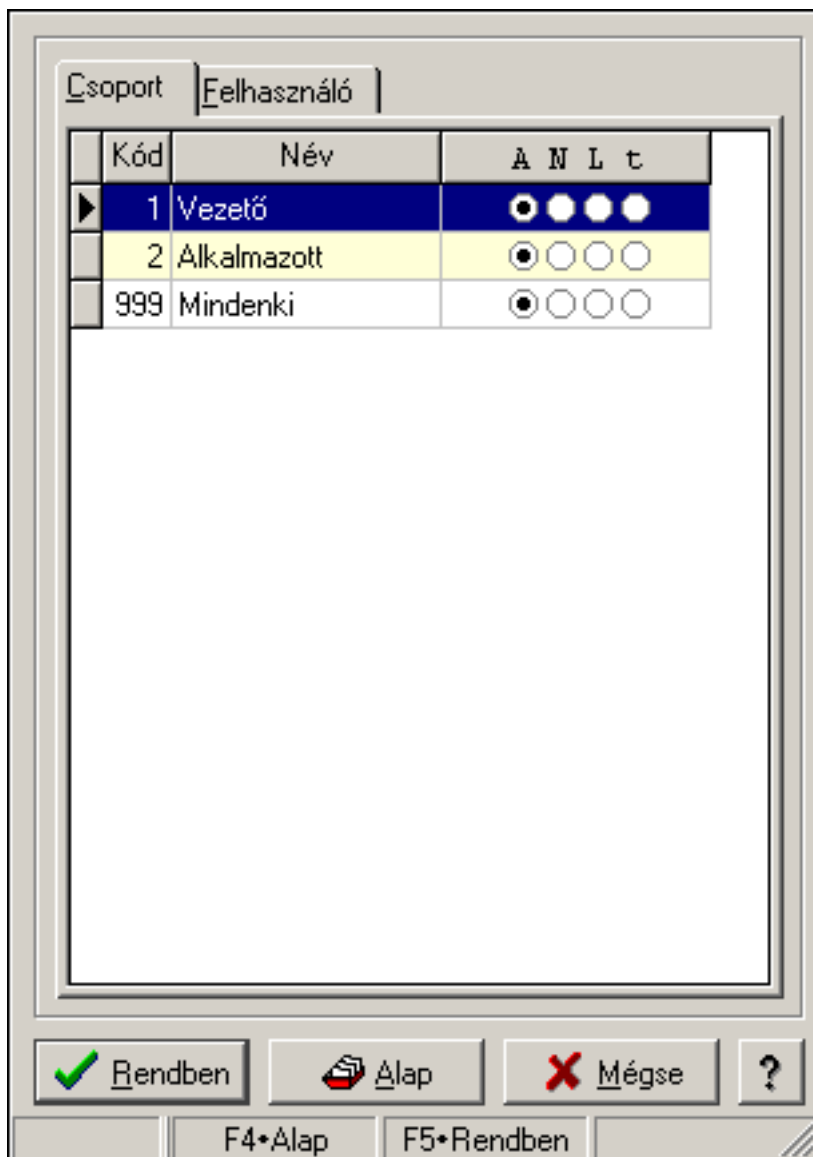 Csoport Felhasználó
Kód Név A N L t
1 Vezető
2 Alkalmazott
999 Mindenki
Rendben Alap Mégse ?
F4•Alap F5•Rendben